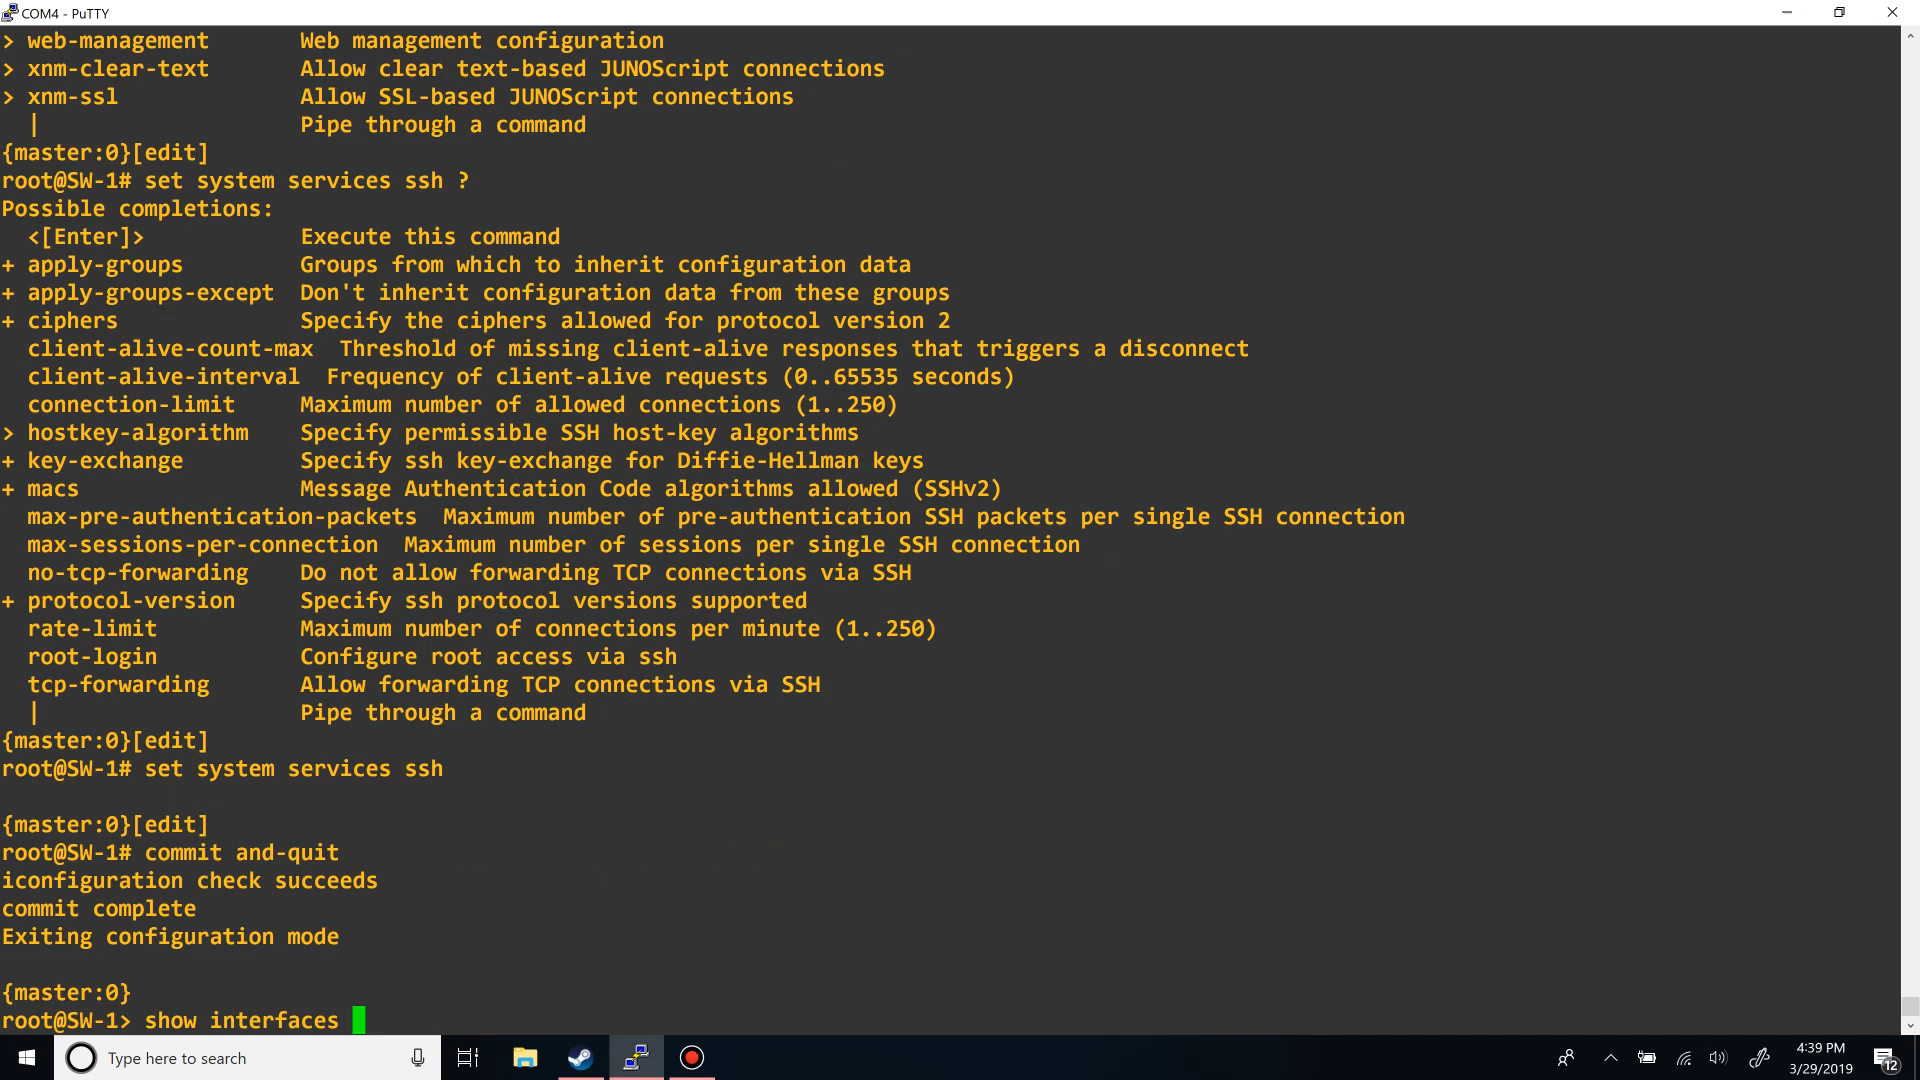 COM4 - PuTTY
> web-management       Web management configuration
> xnm-clear-text       Allow clear text-based JUNOScript connections
> xnm-ssl              Allow SSL-based JUNOScript connections
  |                    Pipe through a command
{master:0}[edit]
root@SW-1# set system services ssh ?
Possible completions:
  <[Enter]>            Execute this command
+ apply-groups         Groups from which to inherit configuration data
+ apply-groups-except  Don't inherit configuration data from these groups
+ ciphers              Specify the ciphers allowed for protocol version 2
  client-alive-count-max  Threshold of missing client-alive responses that triggers a disconnect
  client-alive-interval  Frequency of client-alive requests (0..65535 seconds)
  connection-limit     Maximum number of allowed connections (1..250)
> hostkey-algorithm    Specify permissible SSH host-key algorithms
+ key-exchange         Specify ssh key-exchange for Diffie-Hellman keys
+ macs                 Message Authentication Code algorithms allowed (SSHv2)
  max-pre-authentication-packets  Maximum number of pre-authentication SSH packets per single SSH connection
  max-sessions-per-connection  Maximum number of sessions per single SSH connection
  no-tcp-forwarding    Do not allow forwarding TCP connections via SSH
+ protocol-version     Specify ssh protocol versions supported
  rate-limit           Maximum number of connections per minute (1..250)
  root-login           Configure root access via ssh
  tcp-forwarding       Allow forwarding TCP connections via SSH
  |                    Pipe through a command
{master:0}[edit]
root@SW-1# set system services ssh
{master:0}[edit]
root@SW-1# commit and-quit
iconfiguration check succeeds
commit complete
Exiting configuration mode
{master:0}
root@SW-1> show interfaces
Type here to search
4:39 PM
3/29/2019
12